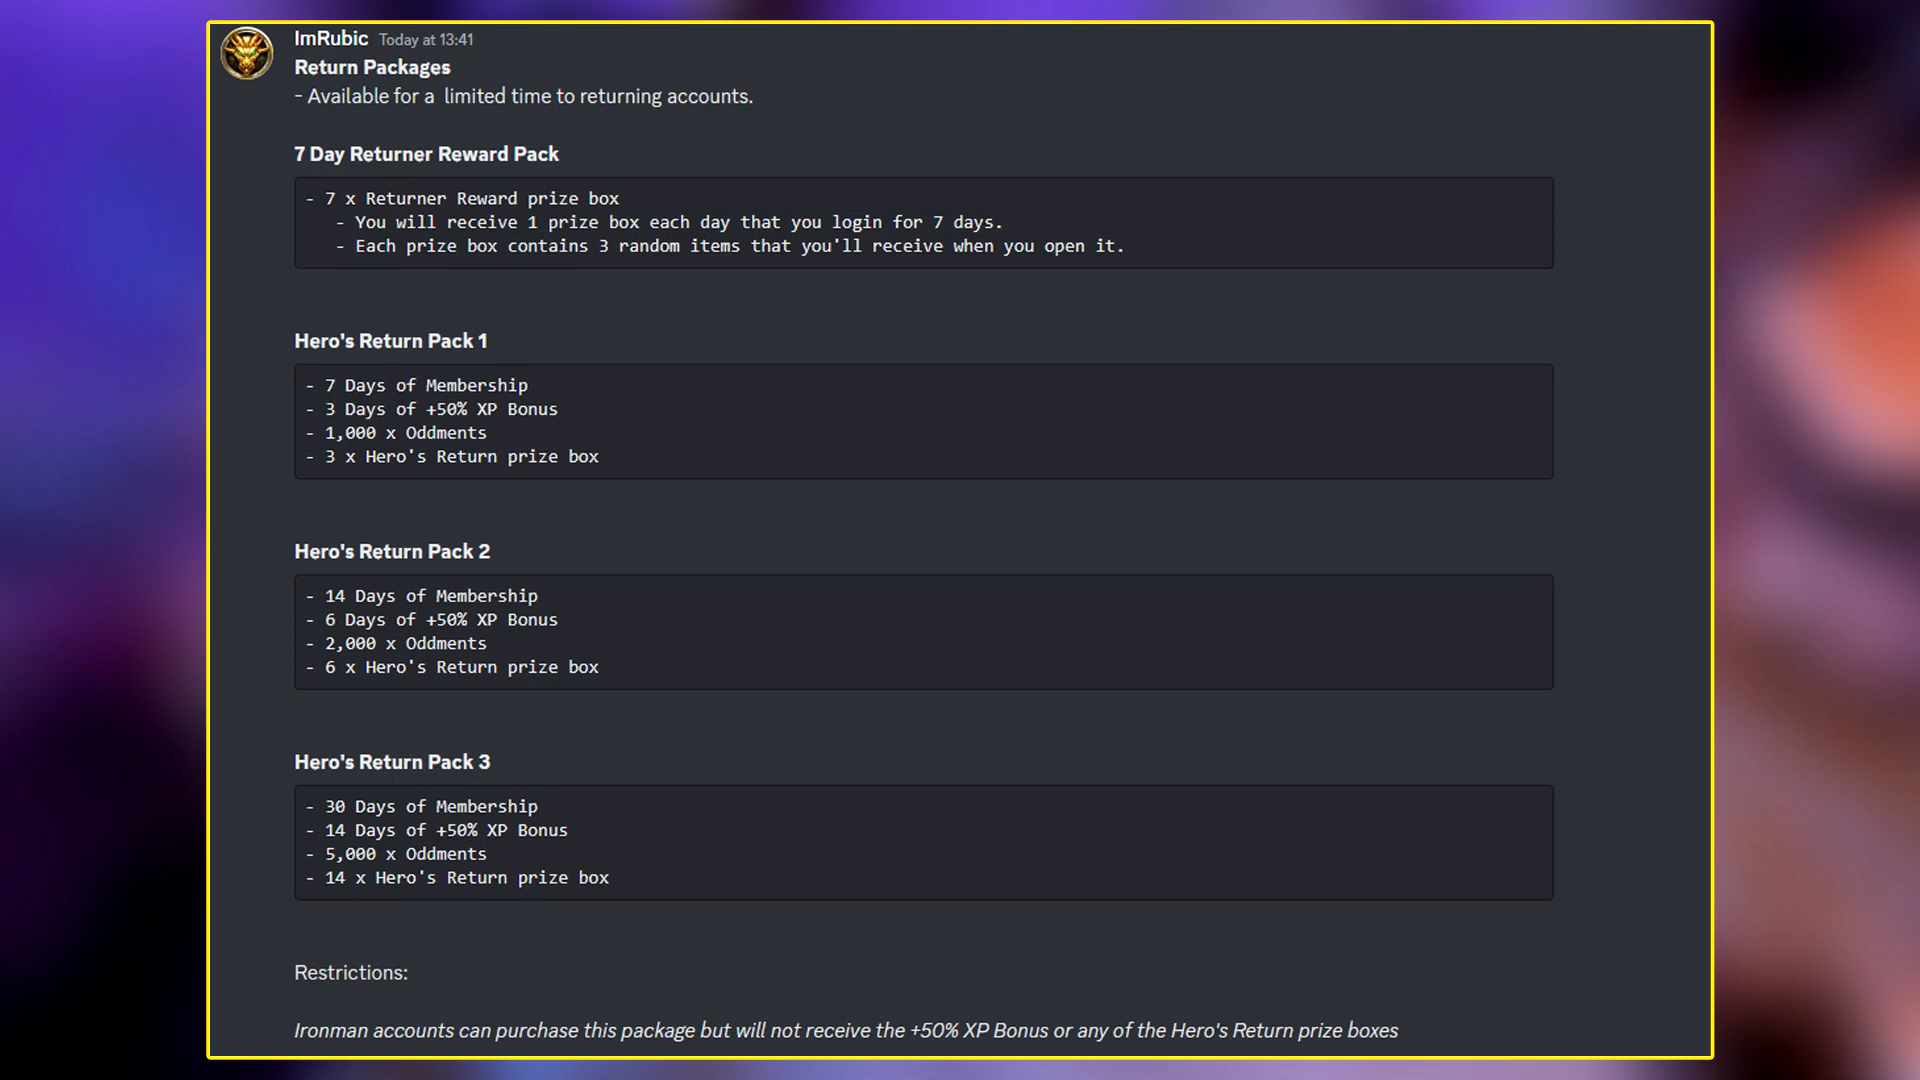 ImRubic Today at 13:41
Return Packages
- Available for a limited time to returning accounts.
7 Day Returner Reward Pack
- 7 x Returner Reward prize box
- You will receive 1 prize box each day that you login for 7 days.
- Each prize box contains 3 random items that you'll receive when you open it.
Hero's Return Pack 1
- 7 Days of Membership
- 3 Days of +50% XP Bonus
- 1,000 x Oddments
- 3 x Hero's Return prize box
Hero's Return Pack 2
- 14 Days of Membership
- 6 Days of +50% XP Bonus
- 2,000 x Oddments
- 6 x Hero's Return prize box
Hero's Return Pack 3
- 30 Days of Membership
- 14 Days of +50% XP Bonus
- 5,000 x Oddments
- 14 x Hero's Return prize box
Restrictions:
Ironman accounts can purchase this package but will not receive the +50% XP Bonus or any of the Hero's Return prize boxes